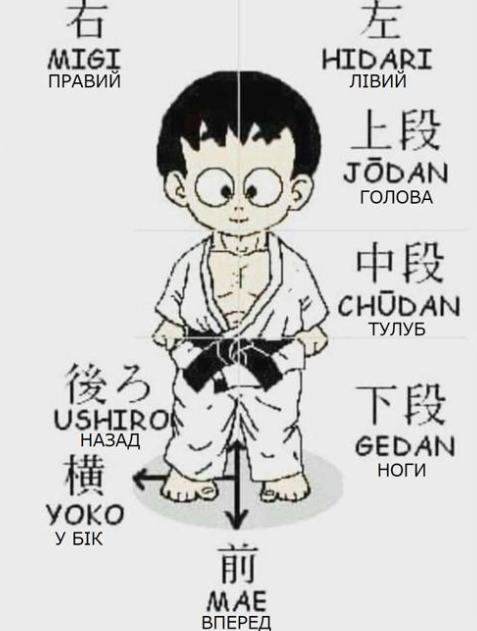 右
MIGI
ПРАВИЙ
左
HIDARI
ЛІВИЙ
上段
JŌDAN
ГОЛОВА
中段
CHŪDAN
ТУЛУБ
後ろ
USHIRO
НАЗАД
下段
GEDAN
НОГИ
横
YOKO
У БІК
前
MAE
ВПЕРЕД